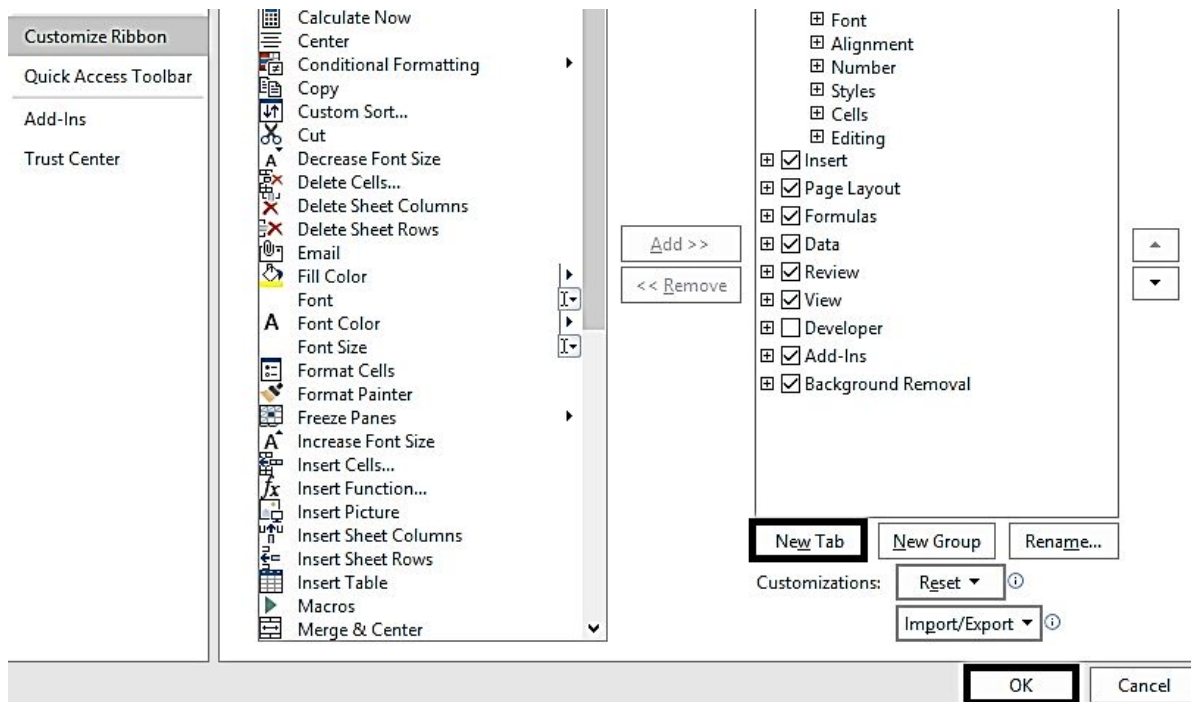 Customize Ribbon
Quick Access Toolbar
Add-Ins
Trust Center
Calculate Now
Center
Conditional Formatting
Copy
Custom Sort...
Cut
Decrease Font Size
Delete Cells...
Delete Sheet Columns
Delete Sheet Rows
Email
Fill Color
Font
Font Color
Font Size
Format Cells
Format Painter
Freeze Panes
Increase Font Size
Insert Cells...
Insert Function...
Insert Picture
Insert Sheet Columns
Insert Sheet Rows
Insert Table
Macros
Merge & Center
Add >>
<< Remove
Font
Alignment
Number
Styles
Cells
Editing
Insert
Page Layout
Formulas
Data
Review
View
Developer
Add-Ins
Background Removal
New Tab New Group Rename...
Customizations: Reset
Import/Export
OK Cancel